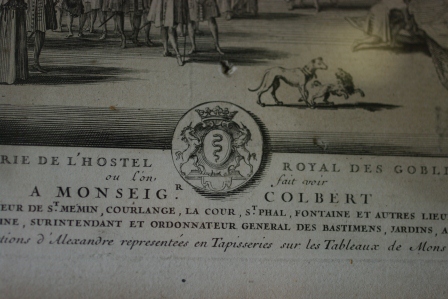 RIE DE L'HOSTEL ROYAL DES GOBL
ou l'on fait voir
A MONSEIG.R COLBERT
EUR DE ST MEMIN, COURLANGE, LA COUR, ST PHAL, FONTAINE ET AUTRES LIEU
INE, SURINTENDANT ET ORDONNATEUR GENERAL DES BASTIMENS, JARDINS, A
tions d'Alexandre representées en Tapisseries sur les Tableaux de Mons